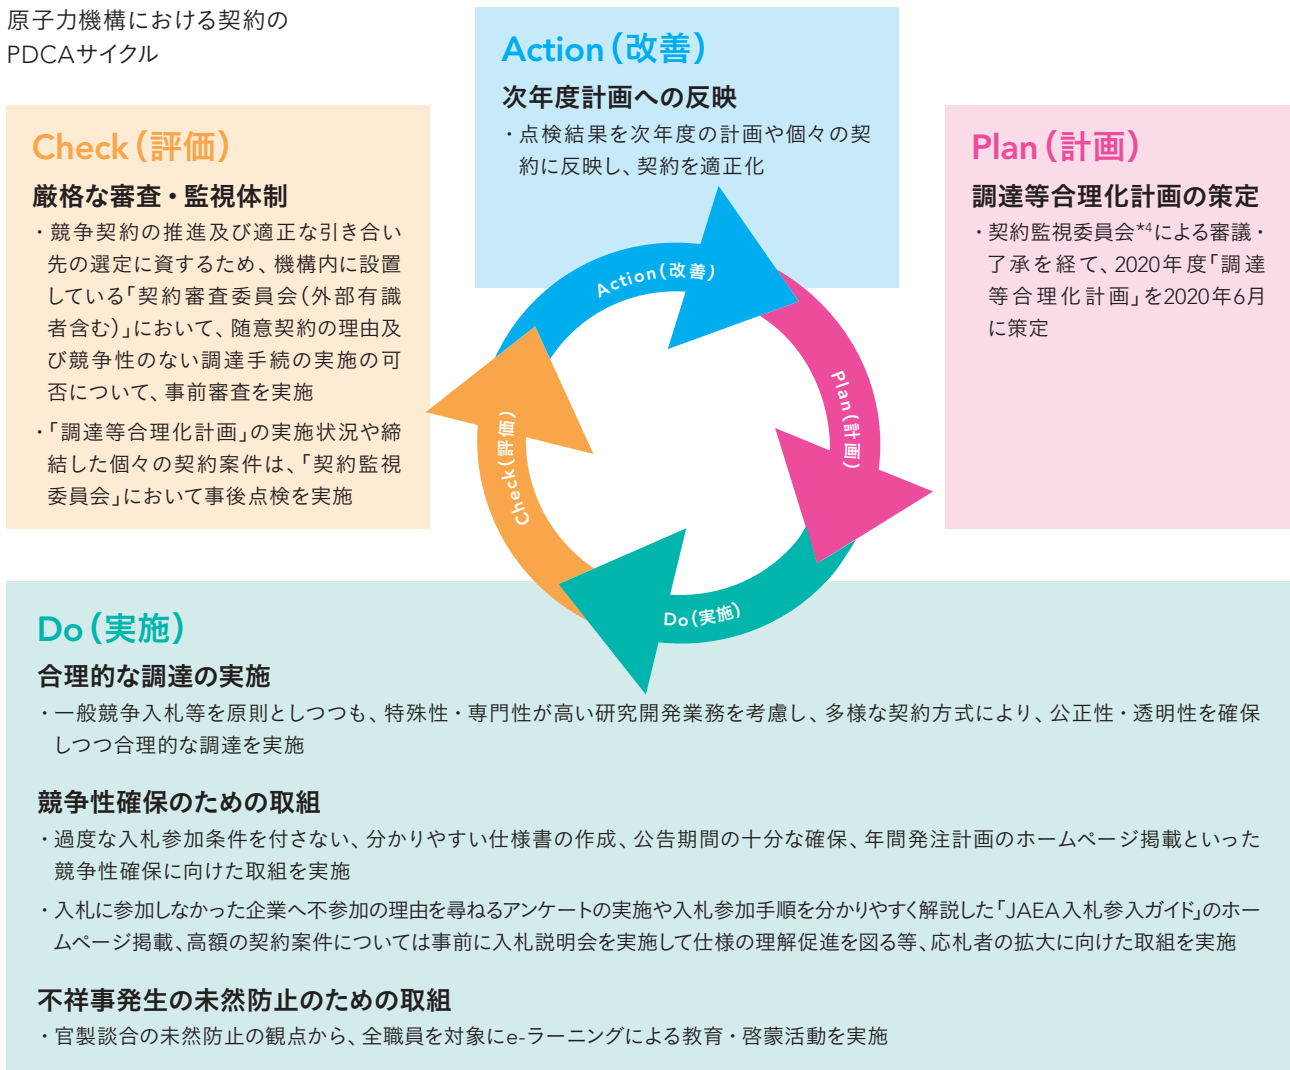 原子力機構における契約の
PDCAサイクル
Action（改善）
次年度計画への反映
・点検結果を次年度の計画や個々の契
約に反映し、契約を適正化
Check（評価）
厳格な審査・監視体制
・競争契約の推進及び適正な引き合い
先の選定に資するため、機構内に設置
している「契約審査委員会（外部有識
者含む）」において、随意契約の理由及
び競争性のない調達手続の実施の可
否について、事前審査を実施
・「調達等合理化計画」の実施状況や締
結した個々の契約案件は、「契約監視
委員会」において事後点検を実施
Plan（計画）
調達等合理化計画の策定
・契約監視委員会*4による審議・
了承を経て、2020年度「調達
等合理化計画」を2020年6月
に策定
Action（改善）
Plan（計画）
Check（評価）
Do（実施）
Do（実施）
合理的な調達の実施
・一般競争入札等を原則としつつも、特殊性・専門性が高い研究開発業務を考慮し、多様な契約方式により、公正性・透明性を確保
しつつ合理的な調達を実施
競争性確保のための取組
・過度な入札参加条件を付さない、分かりやすい仕様書の作成、公告期間の十分な確保、年間発注計画のホームページ掲載といった
競争性確保に向けた取組を実施
・入札に参加しなかった企業へ不参加の理由を尋ねるアンケートの実施や入札参加手順を分かりやすく解説した「JAEA入札参入ガイド」のホー
ムページ掲載、高額の契約案件については事前に入札説明会を実施して仕様の理解促進を図る等、応札者の拡大に向けた取組を実施
不祥事発生の未然防止のための取組
・官製談合の未然防止の観点から、全職員を対象にe-ラーニングによる教育・啓蒙活動を実施